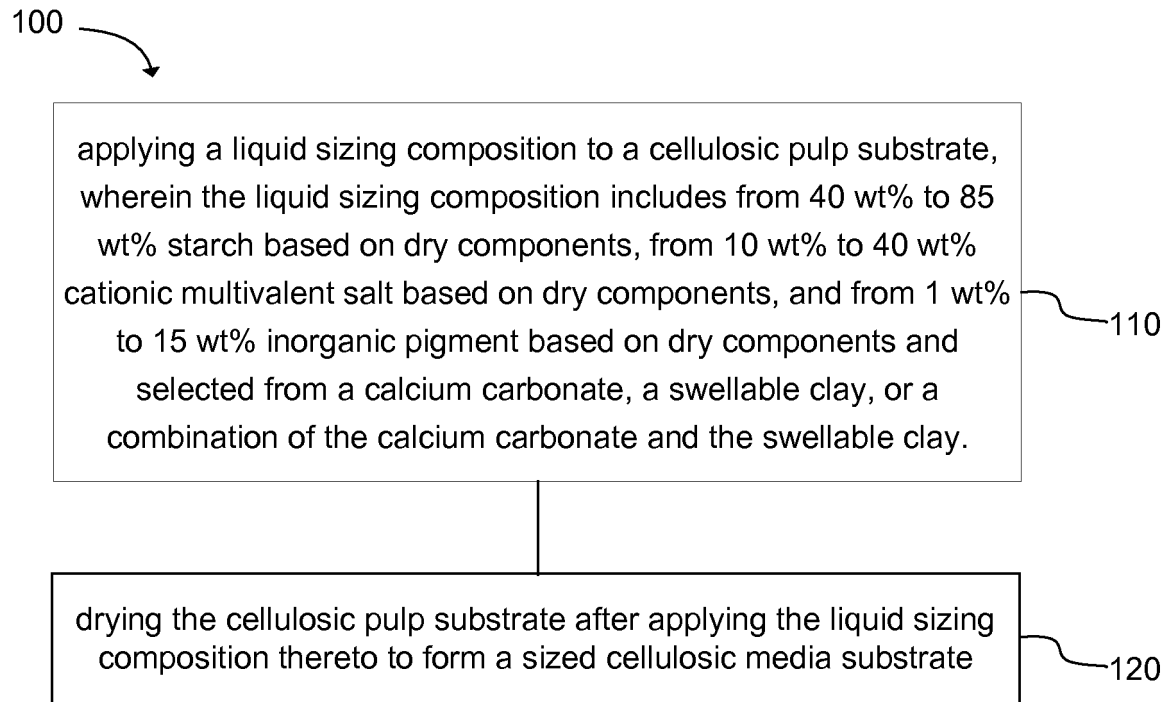 100
applying a liquid sizing composition to a cellulosic pulp substrate,
wherein the liquid sizing composition includes from 40 wt% to 85
wt% starch based on dry components, from 10 wt% to 40 wt%
cationic multivalent salt based on dry components, and from 1 wt%
to 15 wt% inorganic pigment based on dry components and
selected from a calcium carbonate, a swellable clay, or a
combination of the calcium carbonate and the swellable clay.
110
drying the cellulosic pulp substrate after applying the liquid sizing
composition thereto to form a sized cellulosic media substrate
120